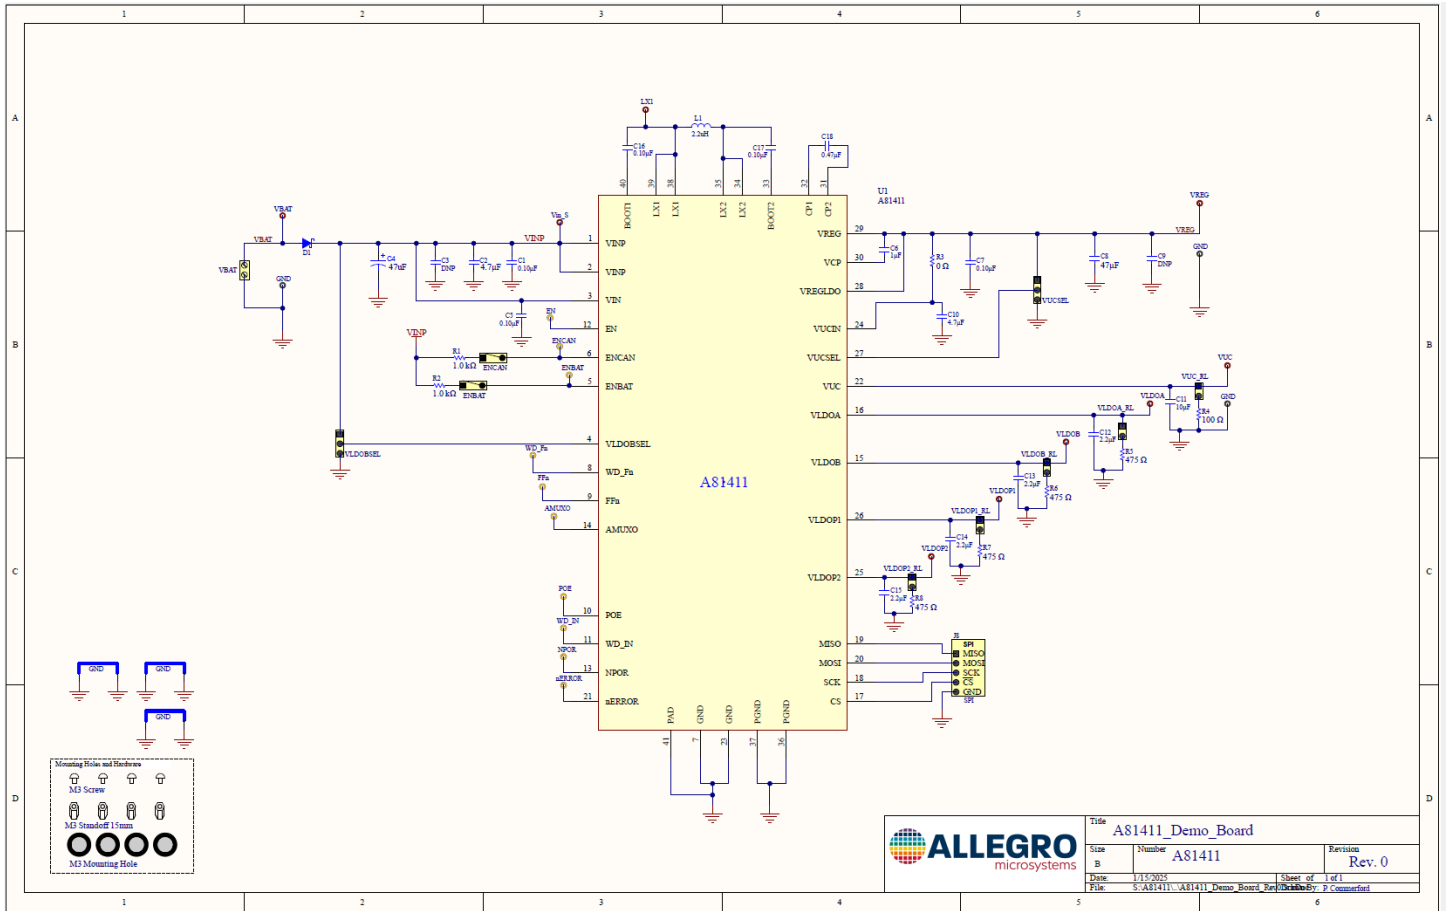 1 2 3 4 5 6
A A
B B
C C
D D
LX1
L1
2.2uH
C16
0.10µF
C17
0.10µF
C18
0.47µF
40 39 38 35 34 33 32 31
BOOT1 LX1 LX1 LX2 LX2 BOOT2 CP1 CP2
U1
A81411
VBAT
VBAT
VBAT
GND
D1
Vin_S
VINP
C4
47uF
C3
DNP
C2
4.7µF
C1
0.10µF
C5
0.10µF
1 VINP
2 VINP
3 VIN
EN
12 EN
VINP
R1
1.0 kΩ
ENCAN
ENCAN
6 ENCAN
R2
1.0 kΩ
ENBAT
ENBAT
5 ENBAT
VLDOBSEL
4 VLDOBSEL
WD_Fn
8 WD_Fn
FFn
9 FFn
AMUXO
14 AMUXO
POE
10 POE
WD_IN
11 WD_IN
NPOR
13 NPOR
nERROR
21 nERROR
A81411
VREG 29
VCP 30
VREGLDO 28
VUCIN 24
VUCSEL 27
VUC 22
VLDOA 16
VLDOB 15
VLDOP1 26
VLDOP2 25
MISO 19
MOSI 20
SCK 18
CS 17
C6
1µF
R3
0 Ω
C7
0.10µF
C10
4.7µF
VUCSEL
C8
47µF
C9
DNP
VREG
VREG
GND
VUC
VUC_RL
GND
C11
10µF
R4
100 Ω
VLDOA
VLDOA_RL
C12
2.2µF
R5
475 Ω
VLDOB
VLDOB_RL
C13
2.2µF
R6
475 Ω
VLDOP1
VLDOP1_RL
C14
2.2µF
R7
475 Ω
VLDOP2
VLDOP2_RL
C15
2.2µF
R8
475 Ω
SPI
MISO
MOSI
SCK
CS
GND
SPI
PAD GND GND PGND PGND
41 7 23 37 36
GND GND
GND
Mounting Holes and Hardware
M3 Screw
M3 Standoff 15mm
M3 Mounting Hole
ALLEGRO
microsystems
Title
A81411_Demo_Board
Size
B
Number
A81411
Revision
Rev. 0
Date: 1/15/2025 Sheet of 1 of 1
File: S:\A81411\..\A81411_Demo_Board By: P. Commerford
1 2 3 4 5 6